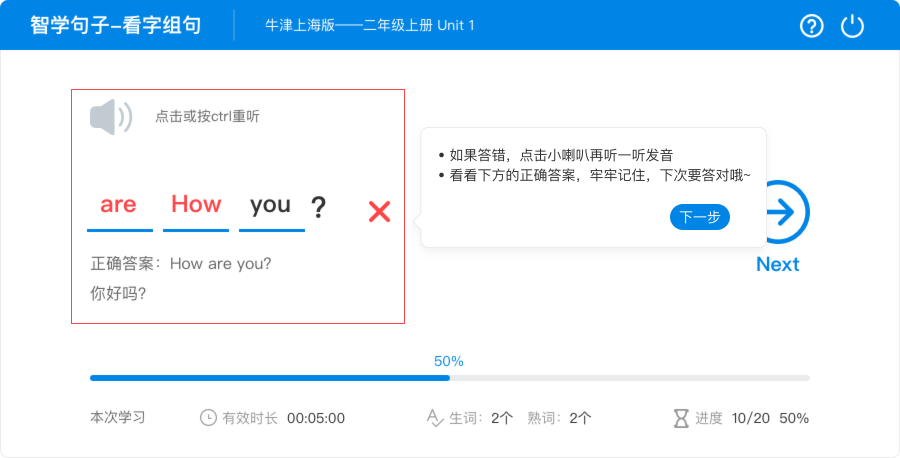 智学句子-看字组句
牛津上海版——二年级上册 Unit 1
点击或按ctrl重听
are How you ?
正确答案：How are you?
你好吗?
• 如果答错，点击小喇叭再听一听发音
• 看看下方的正确答案，牢牢记住，下次要答对哦~
下一步
Next
50%
本次学习 有效时长 00:05:00 生词：2个 熟词：2个 进度 10/20 50%